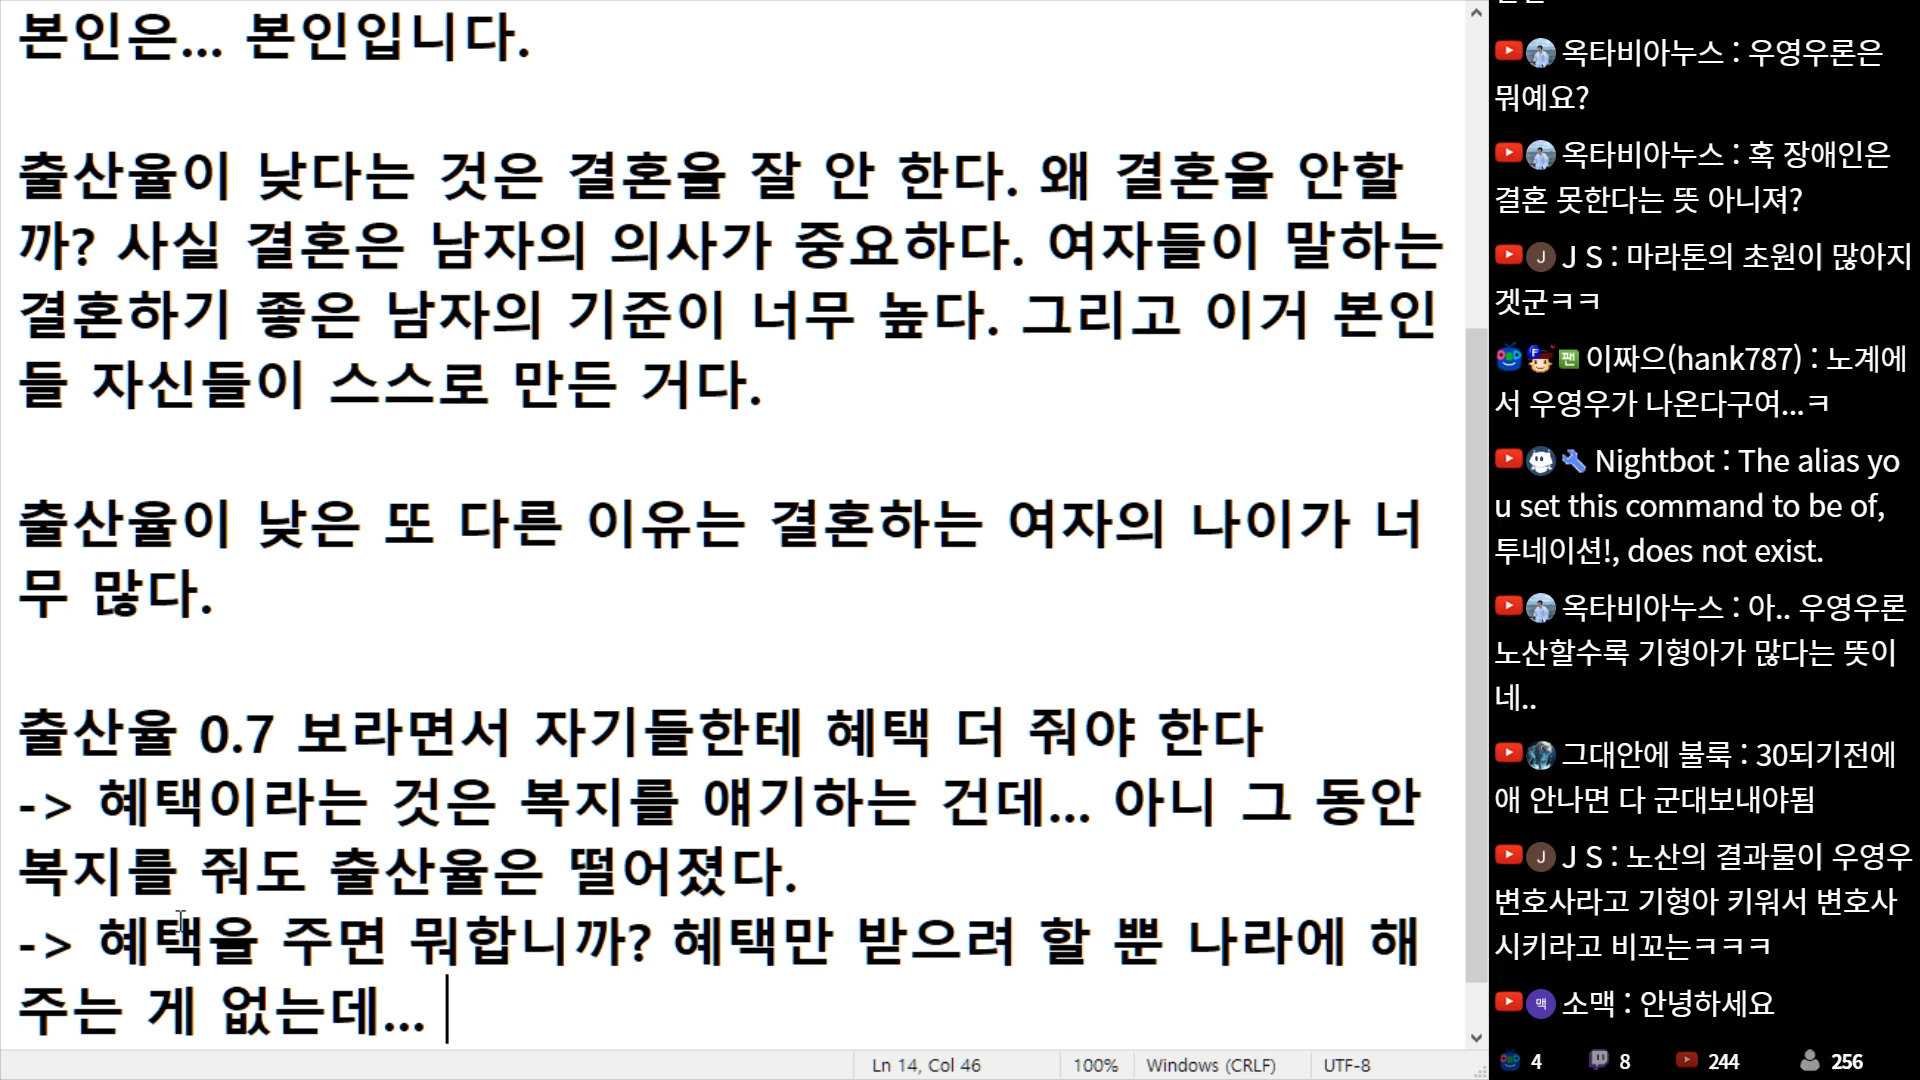 본인은... 본인입니다.
출산율이 낮다는 것은 결혼을 잘 안 한다. 왜 결혼을 안할
까? 사실 결혼은 남자의 의사가 중요하다. 여자들이 말하는
결혼하기 좋은 남자의 기준이 너무 높다. 그리고 이거 본인
들 자신들이 스스로 만든 거다.
출산율이 낮은 또 다른 이유는 결혼하는 여자의 나이가 너
무 많다.
출산율 0.7 보라면서 자기들한테 혜택 더 줘야 한다
-> 혜택이라는 것은 복지를 얘기하는 건데... 아니 그 동안
복지를 줘도 출산율은 떨어졌다.
-> 혜택을 주면 뭐합니까? 혜택만 받으려 할 뿐 나라에 해
주는 게 없는데...
Ln 14, Col 46
100%
Windows (CRLF)
UTF-8
옥타비아누스 : 우영우론은
뭐예요?
옥타비아누스 : 혹 장애인은
결혼 못한다는 뜻 아니져?
J J S : 마라톤의 초원이 많아지
겟군ㅋㅋ
팬 이짜으(hank787) : 노계에
서 우영우가 나온다구여...ㅋ
Nightbot : The alias yo
u set this command to be of,
투네이션!, does not exist.
옥타비아누스 : 아.. 우영우론
노산할수록 기형아가 많다는 뜻이
네..
그대안에 불룩 : 30되기전에
애 안나면 다 군대보내야됨
J J S : 노산의 결과물이 우영우
변호사라고 기형아 키워서 변호사
시키라고 비꼬는ㅋㅋㅋ
맥 소맥 : 안녕하세요
4 8 244 256